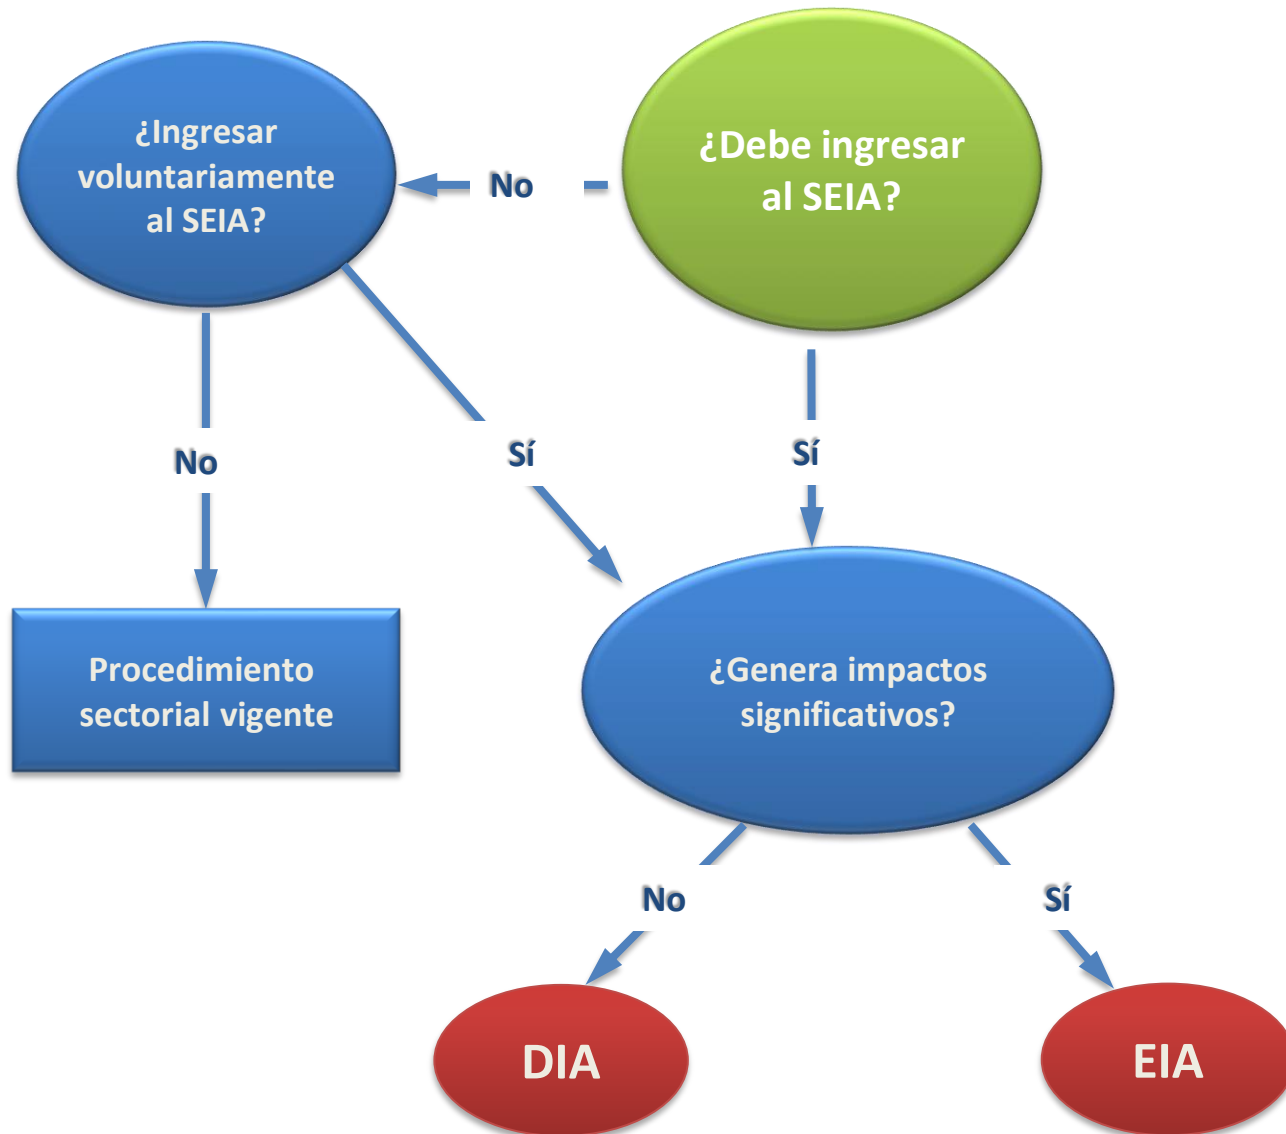 ¿Ingresar
voluntariamente
al SEIA?
No
¿Debe ingresar
al SEIA?
No
Sí
Sí
Procedimiento
sectorial vigente
¿Genera impactos
significativos?
No
Sí
DIA
EIA